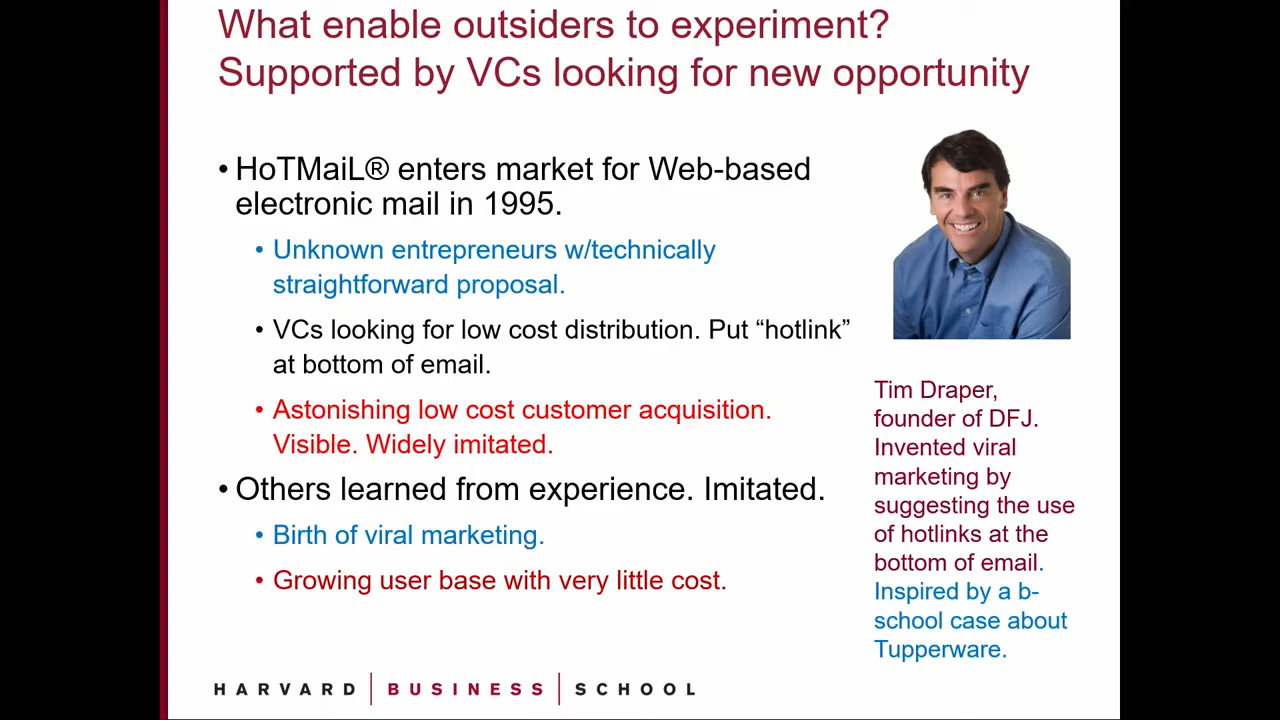 What enable outsiders to experiment?
Supported by VCs looking for new opportunity
• HoTMaiL® enters market for Web-based
electronic mail in 1995.
• Unknown entrepreneurs w/technically
straightforward proposal.
• VCs looking for low cost distribution. Put “hotlink”
at bottom of email.
• Astonishing low cost customer acquisition.
Visible. Widely imitated.
• Others learned from experience. Imitated.
• Birth of viral marketing.
• Growing user base with very little cost.
Tim Draper,
founder of DFJ.
Invented viral
marketing by
suggesting the use
of hotlinks at the
bottom of email.
Inspired by a b-
school case about
Tupperware.
HARVARD | BUSINESS | SCHOOL